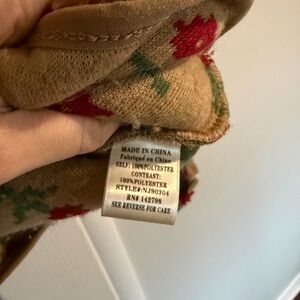 MADE IN CHINA
Fabriqué en Chine
SELF: 100%POLYESTER
CONTRAST:
100%POLYESTER
STYLE#:NJ90304
RN# 142798
SEE REVERSE FOR CARE